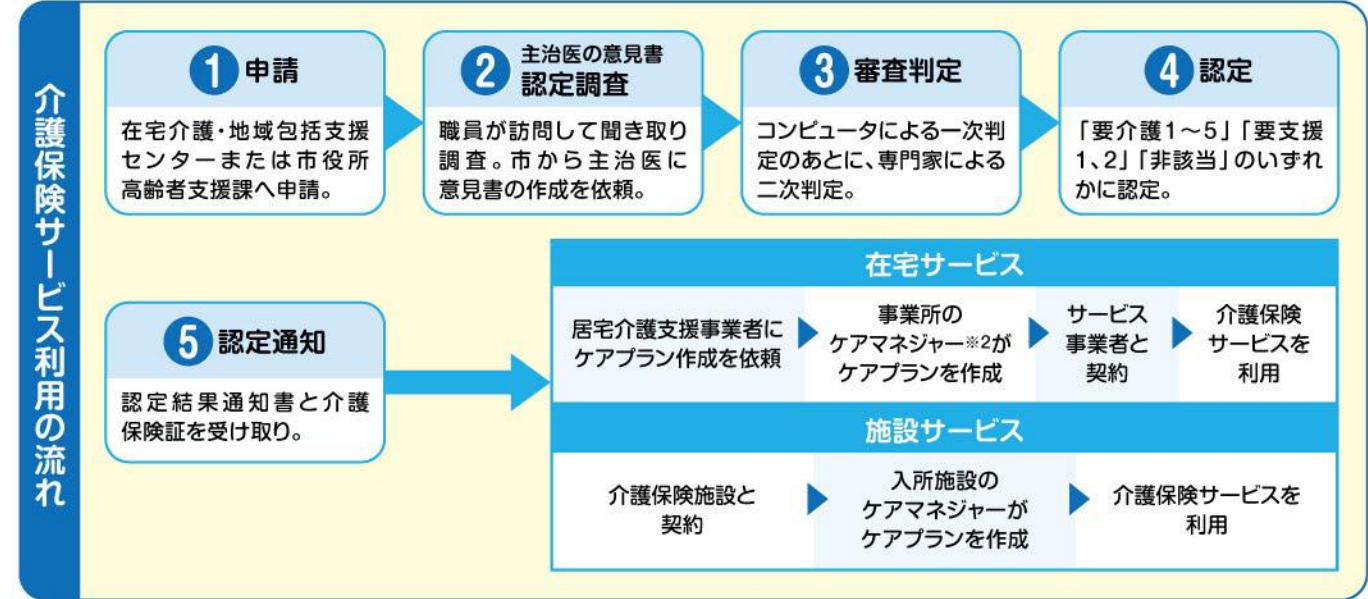 介護保険サービス利用の流れ
1 申請
在宅介護・地域包括支援
センターまたは市役所
高齢者支援課へ申請。
2 主治医の意見書
認定調査
職員が訪問して聞き取り
調査。市から主治医に
意見書の作成を依頼。
3 審査判定
コンピュータによる一次判
定のあとに、専門家による
二次判定。
4 認定
「要介護1~5」「要支援
1、2」「非該当」のいずれ
かに認定。
5 認定通知
認定結果通知書と介護
保険証を受け取り。
在宅サービス
居宅介護支援事業者に
ケアプラン作成を依頼
事業所の
ケアマネジャー※2が
ケアプランを作成
サービス
事業者と
契約
介護保険
サービスを
利用
施設サービス
介護保険施設と
契約
入所施設の
ケアマネジャーが
ケアプランを作成
介護保険サービスを
利用